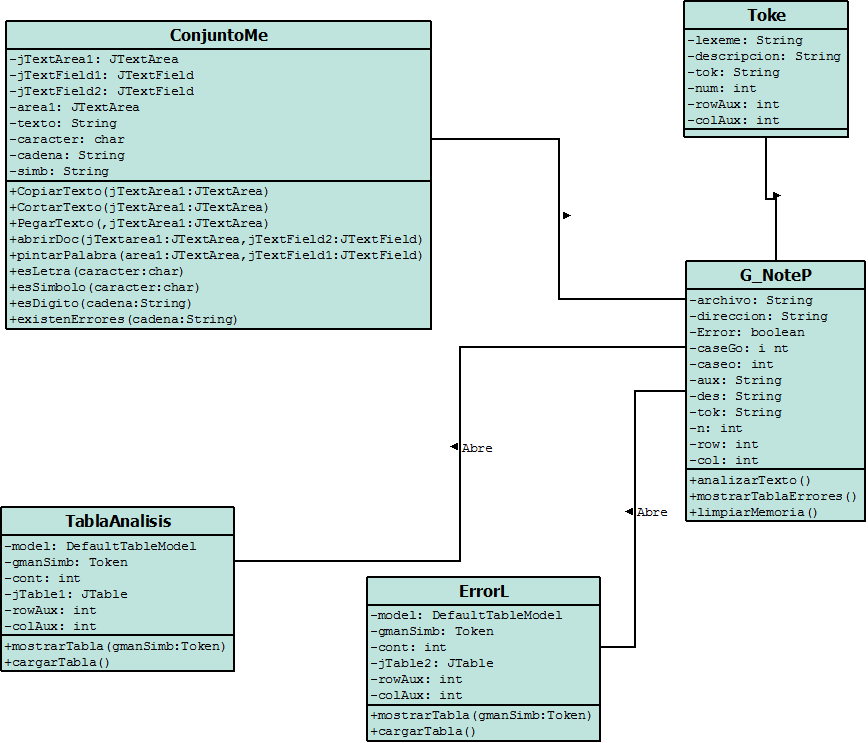 ConjuntoMe
-jTextArea1: JTextArea
-jTextField1: JTextField
-jTextField2: JTextField
-area1: JTextArea
-texto: String
-caracter: char
-cadena: String
-simb: String
+CopiarTexto(jTextArea1:JTextArea)
+CortarTexto(jTextArea1:JTextArea)
+PegarTexto(,jTextArea1:JTextArea)
+abrirDoc(jTextarea1:JTextArea,jTextField2:JTextField)
+pintarPalabra(area1:JTextArea,jTextField1:JTextField)
+esLetra(caracter:char)
+esSimbolo(caracter:char)
+esDigito(cadena:String)
+existenErrores(cadena:String)
Toke
-lexeme: String
-descripcion: String
-tok: String
-num: int
-rowAux: int
-colAux: int
G_NoteP
-archivo: String
-direccion: String
-Error: boolean
-caseGo: i nt
-caseo: int
-aux: String
-des: String
-tok: String
-n: int
-row: int
-col: int
+analizarTexto()
+mostrarTablaErrores()
+limpiarMemoria()
Abre
Abre
TablaAnalisis
-model: DefaultTableModel
-gmanSimb: Token
-cont: int
-jTable1: JTable
-rowAux: int
-colAux: int
+mostrarTabla(gmanSimb:Token)
+cargarTabla()
ErrorL
-model: DefaultTableModel
-gmanSimb: Token
-cont: int
-jTable2: JTable
-rowAux: int
-colAux: int
+mostrarTabla(gmanSimb:Token)
+cargarTabla()